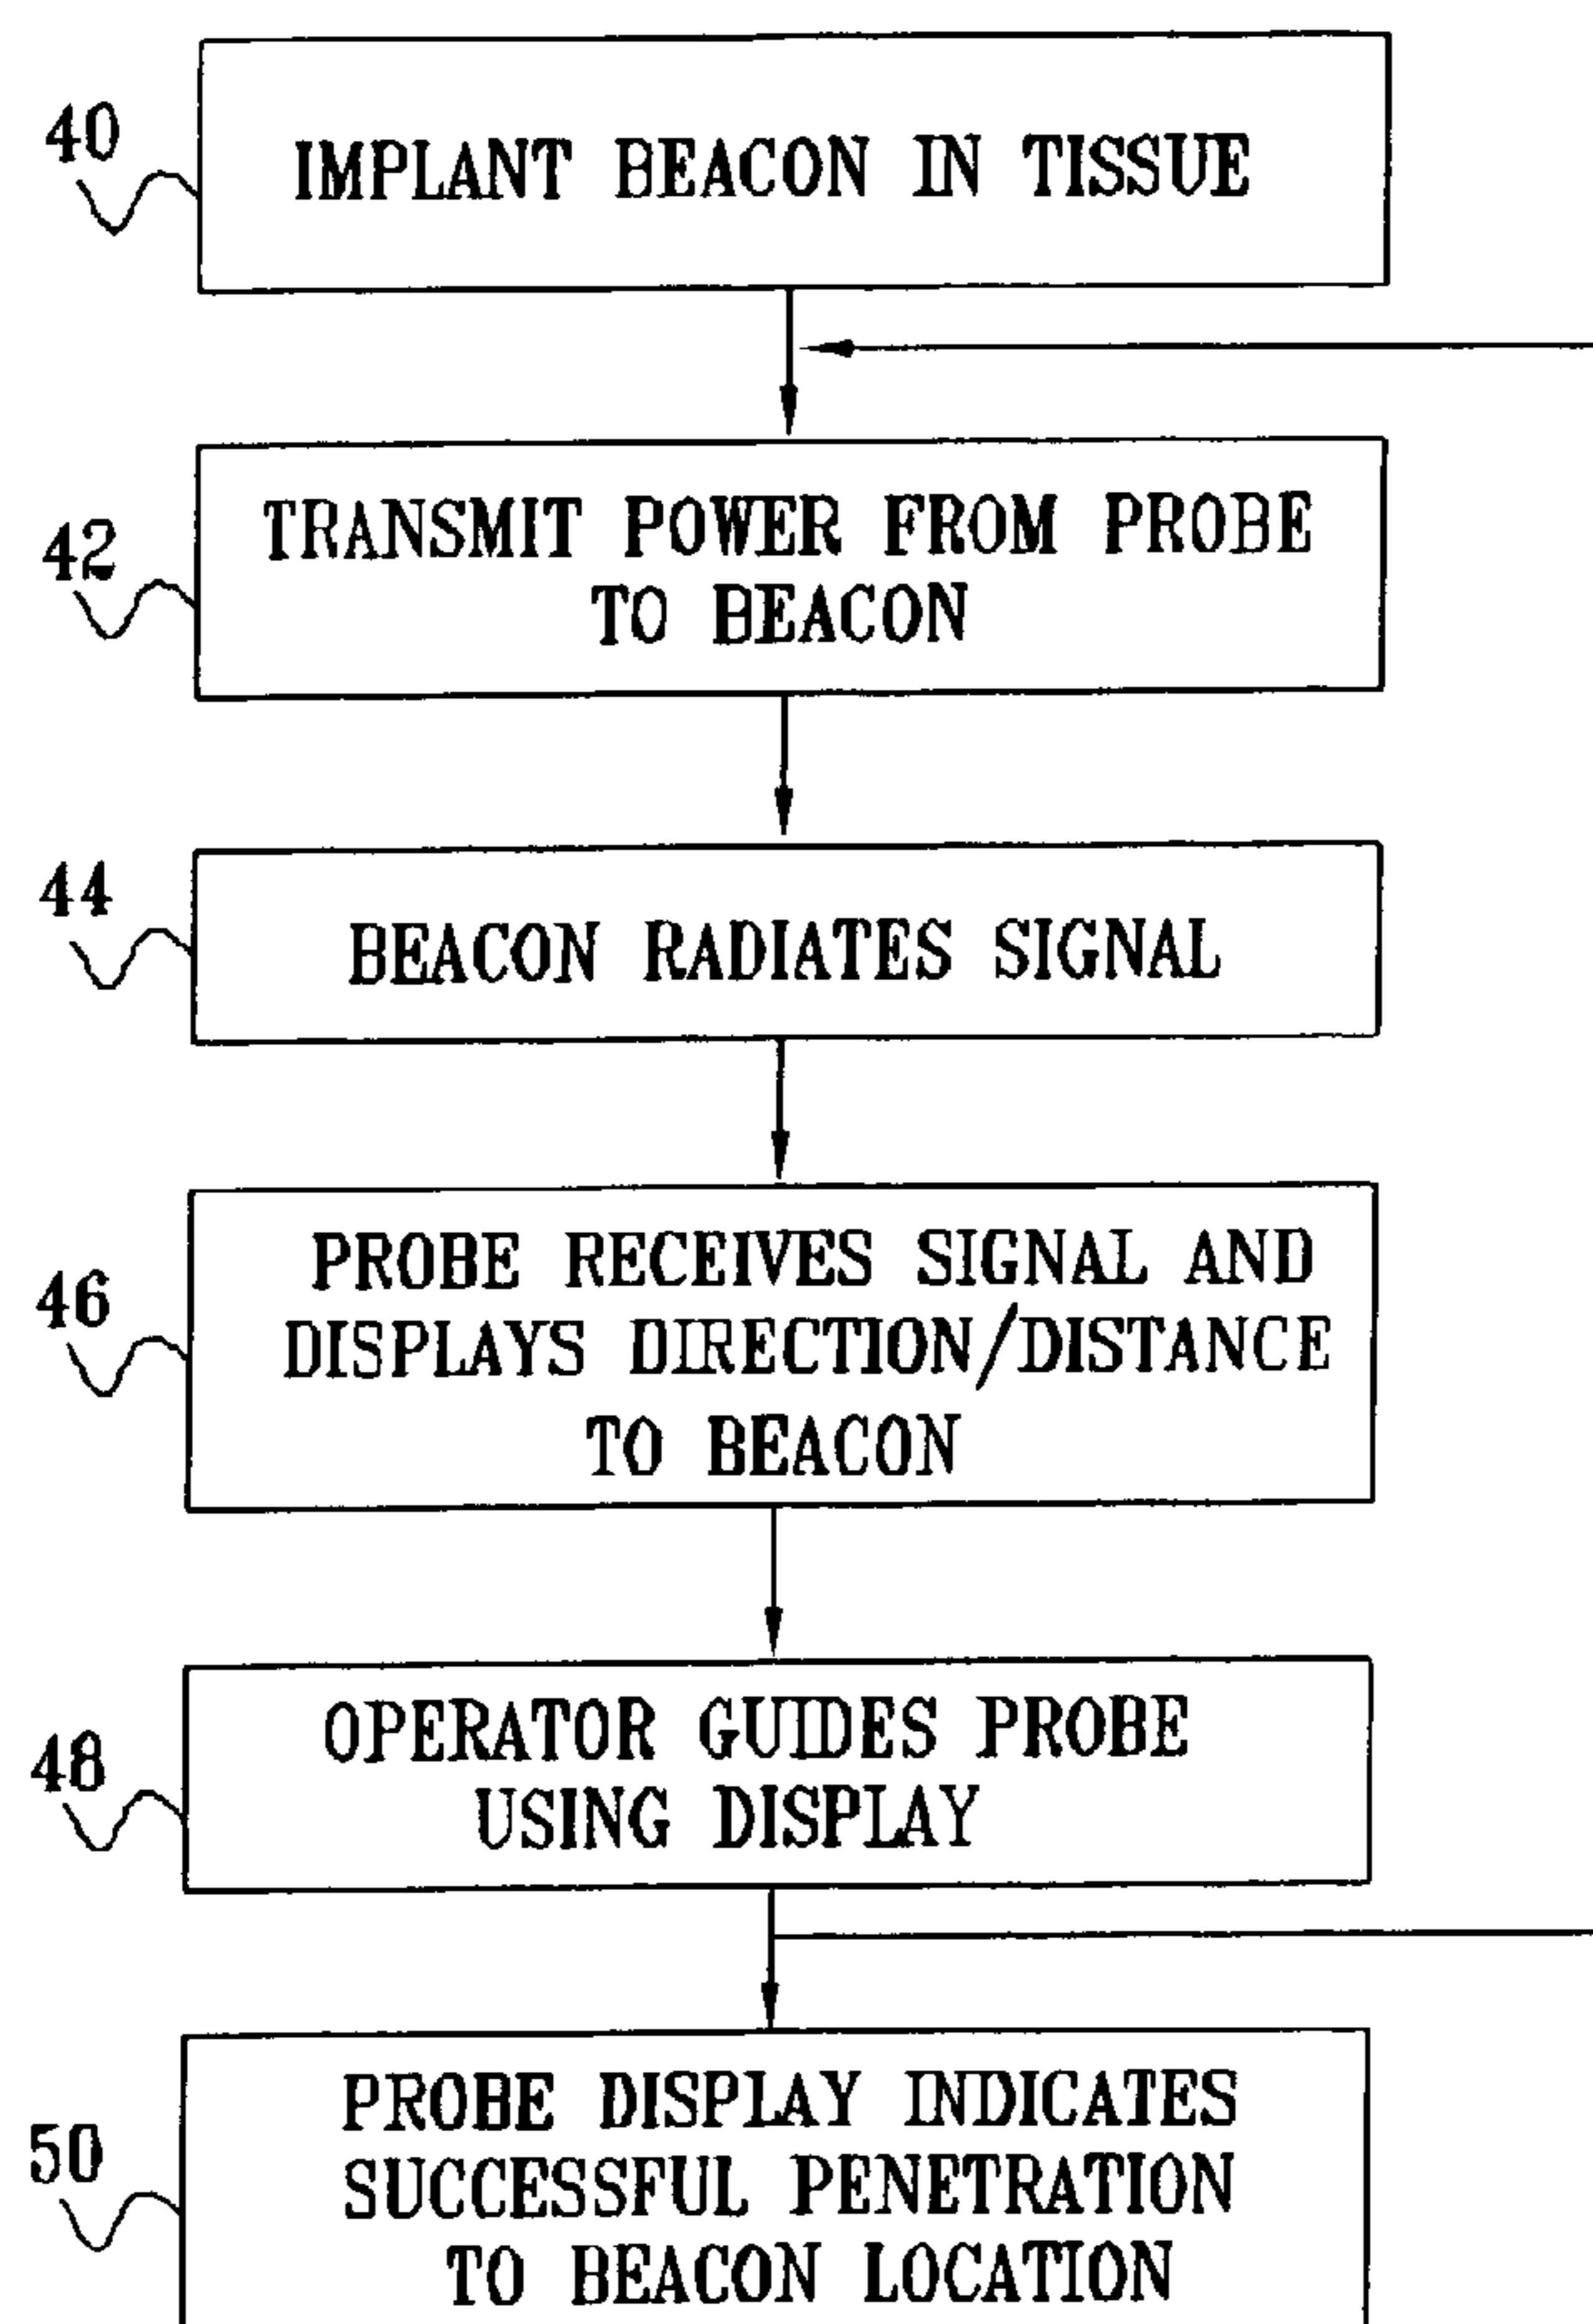 40
IMPLANT BEACON IN TISSUE
42
TRANSMIT POWER FROM PROBE
TO BEACON
44
BEACON RADIATES SIGNAL
46
PROBE RECEIVES SIGNAL AND
DISPLAYS DIRECTION/DISTANCE
TO BEACON
48
OPERATOR GUIDES PROBE
USING DISPLAY
50
PROBE DISPLAY INDICATES
SUCCESSFUL PENETRATION
TO BEACON LOCATION